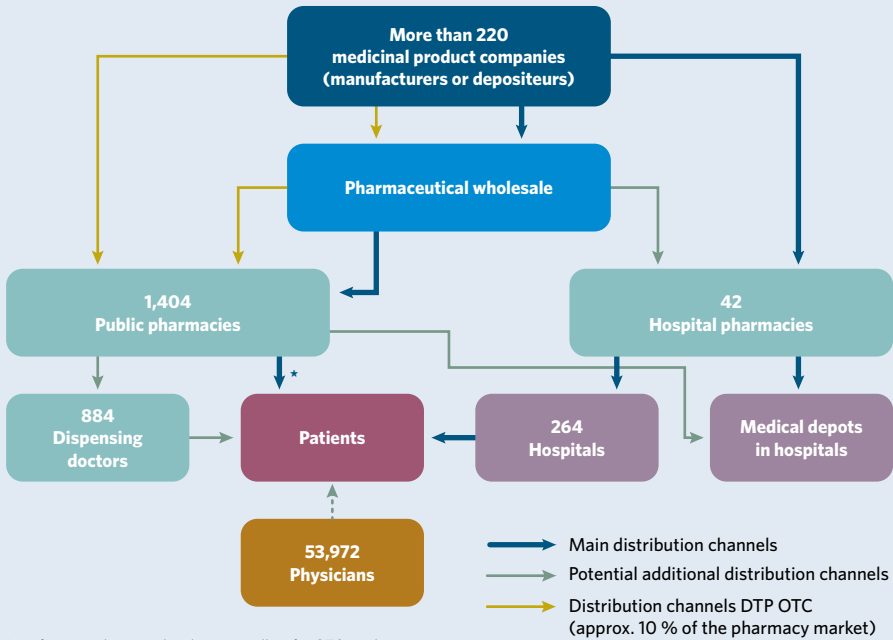 More than 220
medicinal product companies
(manufacturers or depositeurs)
Pharmaceutical wholesale
1,404
Public pharmacies
42
Hospital pharmacies
★
884
Dispensing
doctors
Patients
264
Hospitals
Medical depots
in hospitals
53,972
Physicians
Main distribution channels
Potential additional distribution channels
Distribution channels DTP OTC
(approx. 10 % of the pharmacy market)